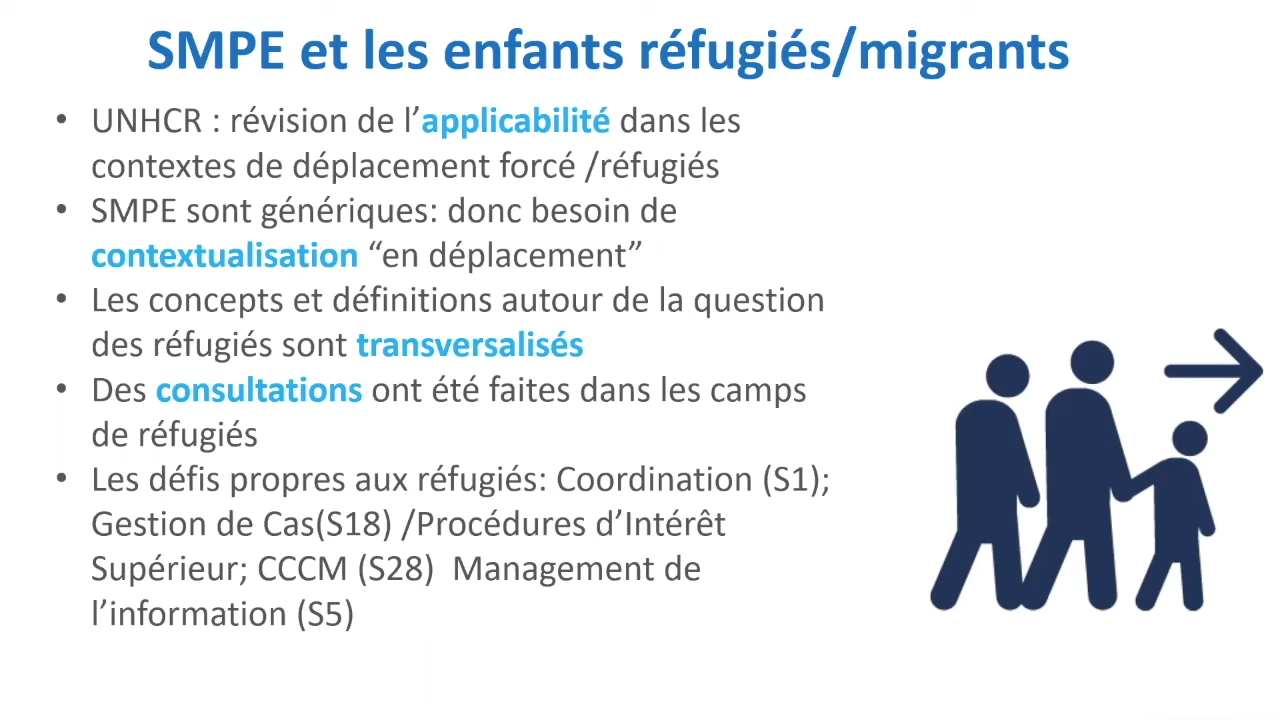 SMPE et les enfants réfugiés/migrants
• UNHCR : révision de l’applicabilité dans les
contextes de déplacement forcé /réfugiés
• SMPE sont génériques: donc besoin de
contextualisation “en déplacement”
• Les concepts et définitions autour de la question
des réfugiés sont transversalisés
• Des consultations ont été faites dans les camps
de réfugiés
• Les défis propres aux réfugiés: Coordination (S1);
Gestion de Cas(S18) /Procédures d’Intérêt
Supérieur; CCCM (S28)  Management de
l’information (S5)